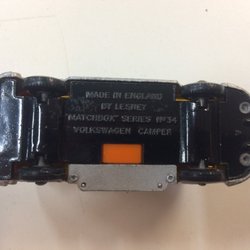 MADE IN ENGLAND
BY LESNEY
"MATCHBOX" SERIES Nº34
VOLKSWAGEN CAMPER